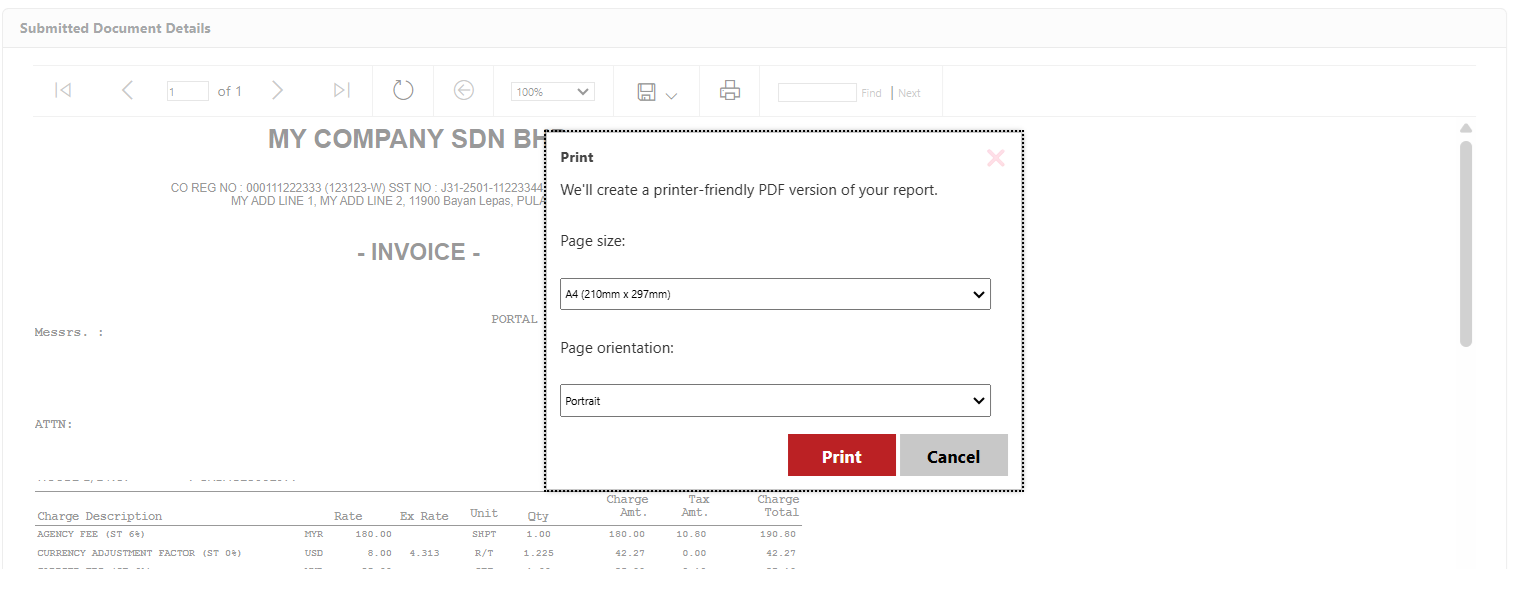 Submitted Document Details
1 of 1 100% Find | Next
MY COMPANY SDN
CO REG NO : 000111222333 (123123-W) SST NO : J31-2501-11223344
MY ADD LINE 1, MY ADD LINE 2, 11900 Bayan Lepas,
- INVOICE -
PORTAL
Messrs. :
ATTN:
Print
We'll create a printer-friendly PDF version of your report.
Page size:
A4 (210mm x 297mm)
Page orientation:
Portrait
Print Cancel
Charge Description Rate Ex Rate Unit Qty Charge Amt. Tax Amt. Charge Total
AGENCY FEE (ST 6%) MYR 180.00 SHPT 1.00 180.00 10.80 190.80
CURRENCY ADJUSTMENT FACTOR (ST 0%) USD 8.00 4.313 R/T 1.225 42.27 0.00 42.27